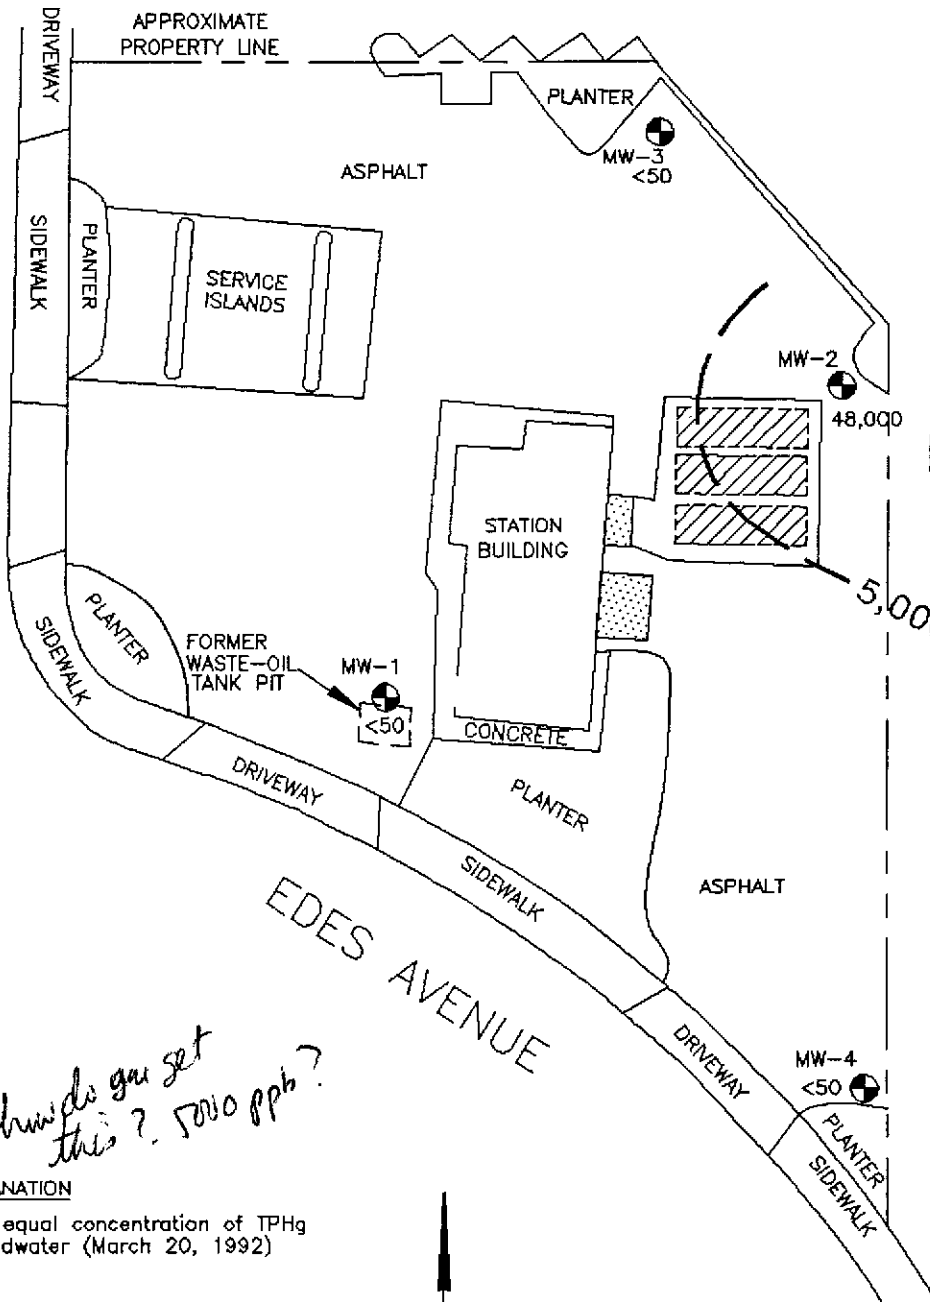 APPROXIMATE
PROPERTY LINE
DRIVEWAY
PLANTER
MW-3
<50
ASPHALT
SIDEWALK
PLANTER
SERVICE
ISLANDS
MW-2
48,000
STATION
BUILDING
5,00
PLANTER
SIDEWALK
FORMER
WASTE-OIL
TANK PIT
MW-1
<50
CONCRETE
DRIVEWAY
PLANTER
SIDEWALK
ASPHALT
EDES AVENUE
DRIVEWAY
MW-4
<50
PLANTER
SIDEWALK
how do you get
this? 5000 ppb?
ANATION
equal concentration of TPHg
dwater (March 20, 1992)